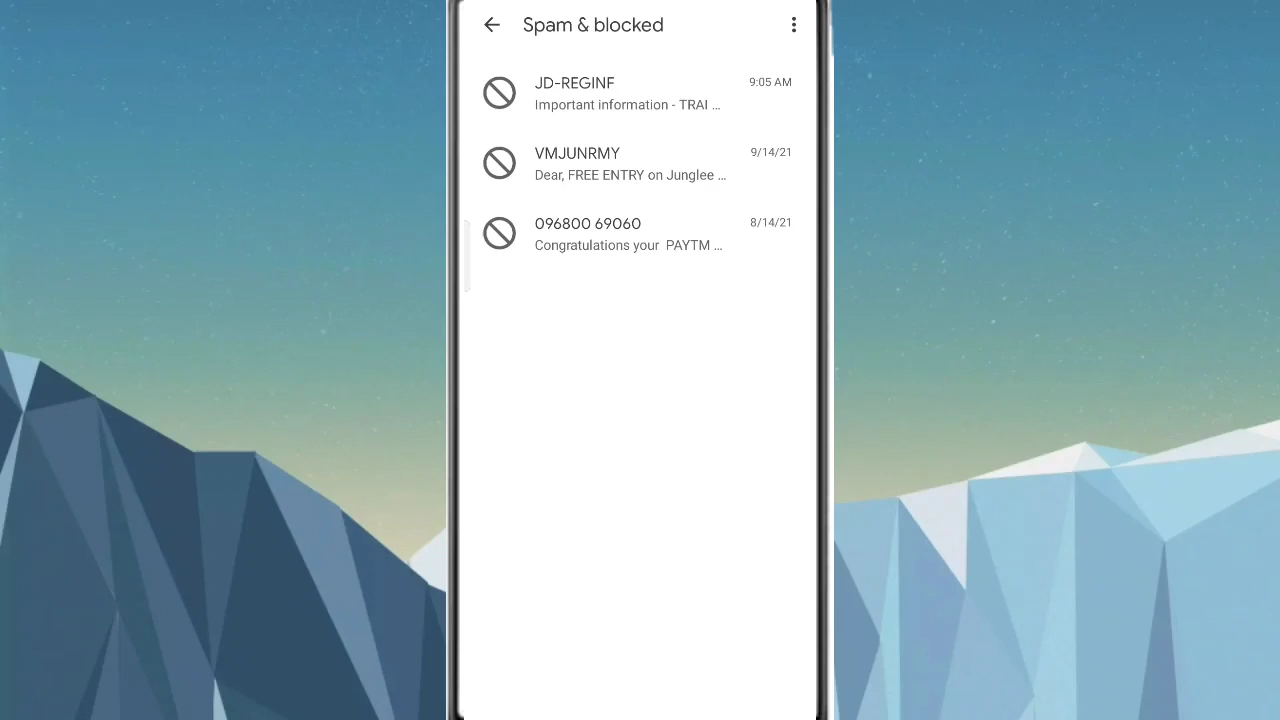 Spam & blocked
JD-REGINF 9:05 AM
Important information - TRAI ...
VMJUNRMY 9/14/21
Dear, FREE ENTRY on Junglee ...
096800 69060 8/14/21
Congratulations your  PAYTM ...